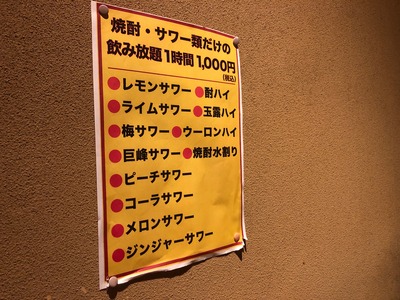 焼酎・サワー類だけの
飲み放題1時間1,000円
(税込)
●レモンサワー ●酎ハイ
●ライムサワー ●玉露ハイ
●梅サワー ●ウーロンハイ
●巨峰サワー ●焼酎水割り
●ピーチサワー
●コーラサワー
●メロンサワー
●ジンジャーサワー